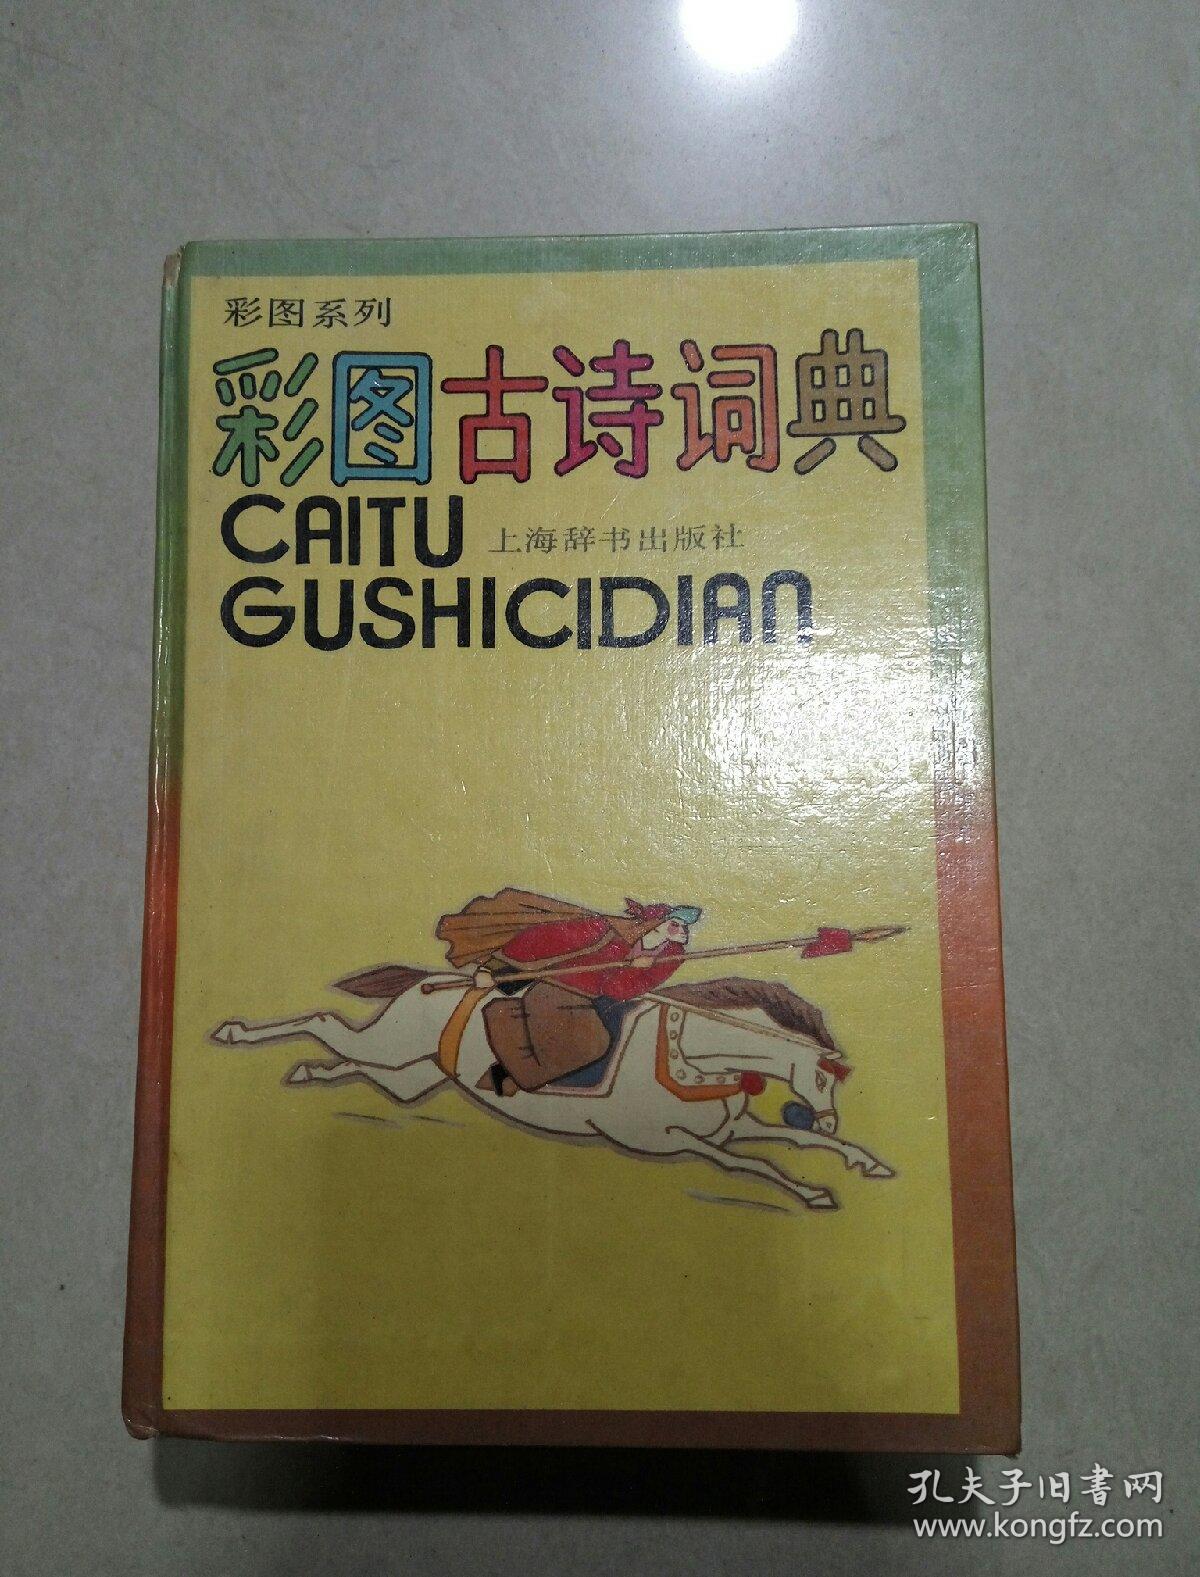 彩图系列
彩图古诗词典
CAITU
上海辞书出版社
GUSHICIDIAN
孔夫子旧書网
www.kongfz.com